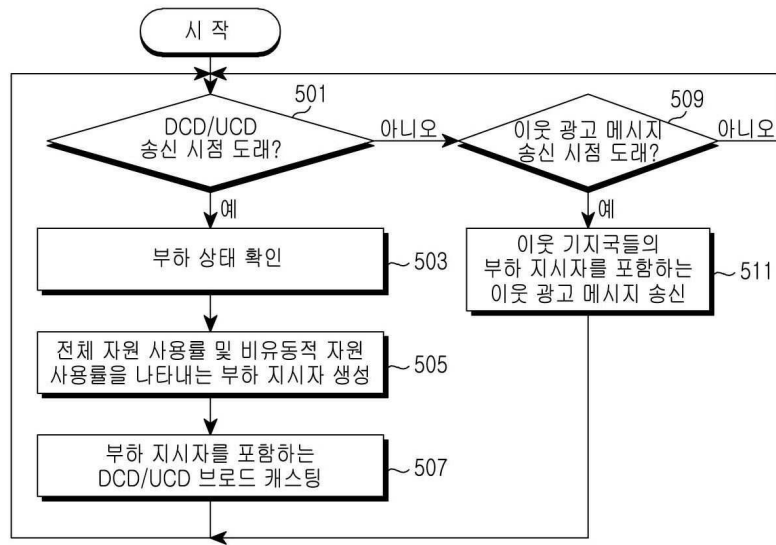 시 작
501
DCD/UCD
송신 시점 도래?
아니오
509
이웃 광고 메시지
송신 시점 도래?
아니오
예
예
부하 상태 확인
503
이웃 기지국들의
부하 지시자를 포함하는
이웃 광고 메시지 송신
511
전체 자원 사용률 및 비유동적 자원
사용률을 나타내는 부하 지시자 생성
505
부하 지시자를 포함하는
DCD/UCD 브로드 캐스팅
507